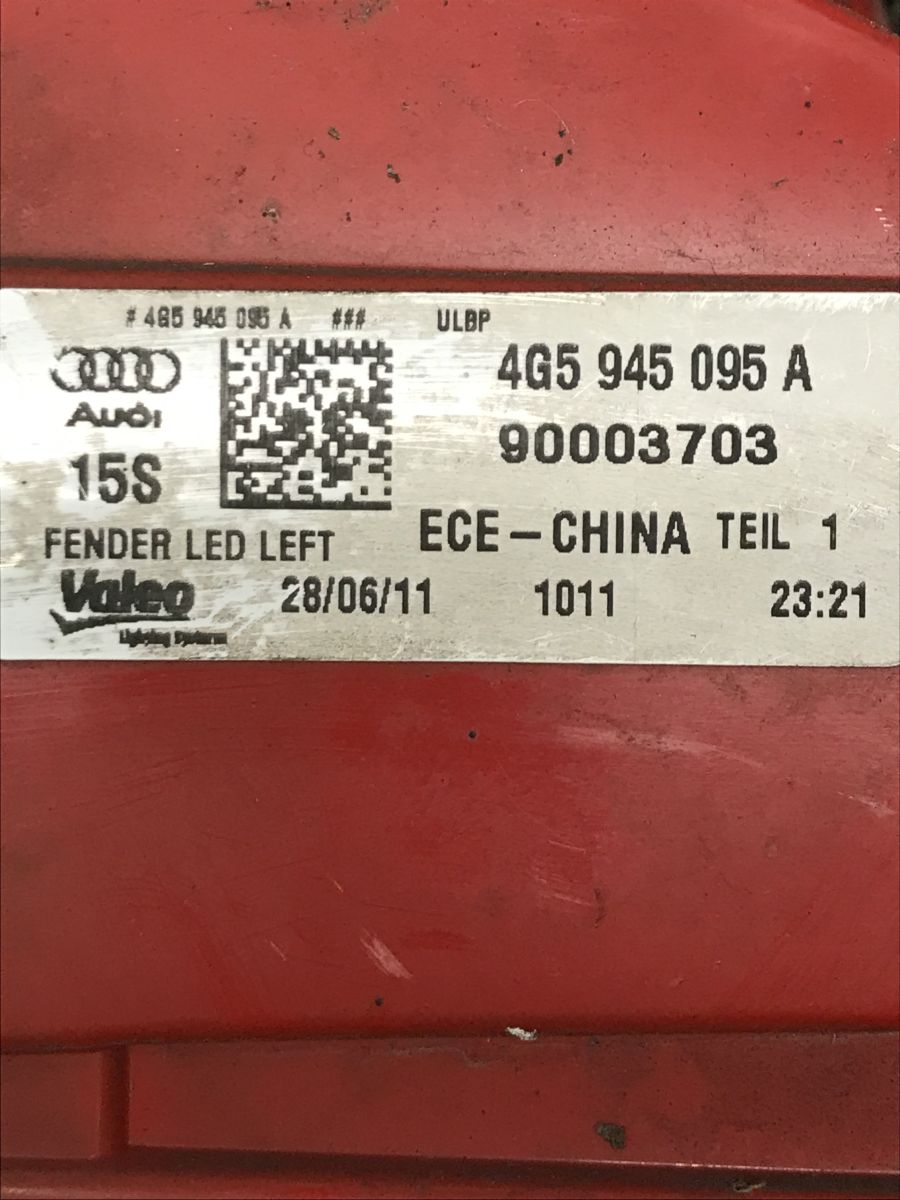 # 4G5 945 095 A ### ULBP
Audi
4G5 945 095 A
90003703
15S
FENDER LED LEFT
ECE-CHINA TEIL 1
Valeo
Lighting Systems
28/06/11 1011 23:21